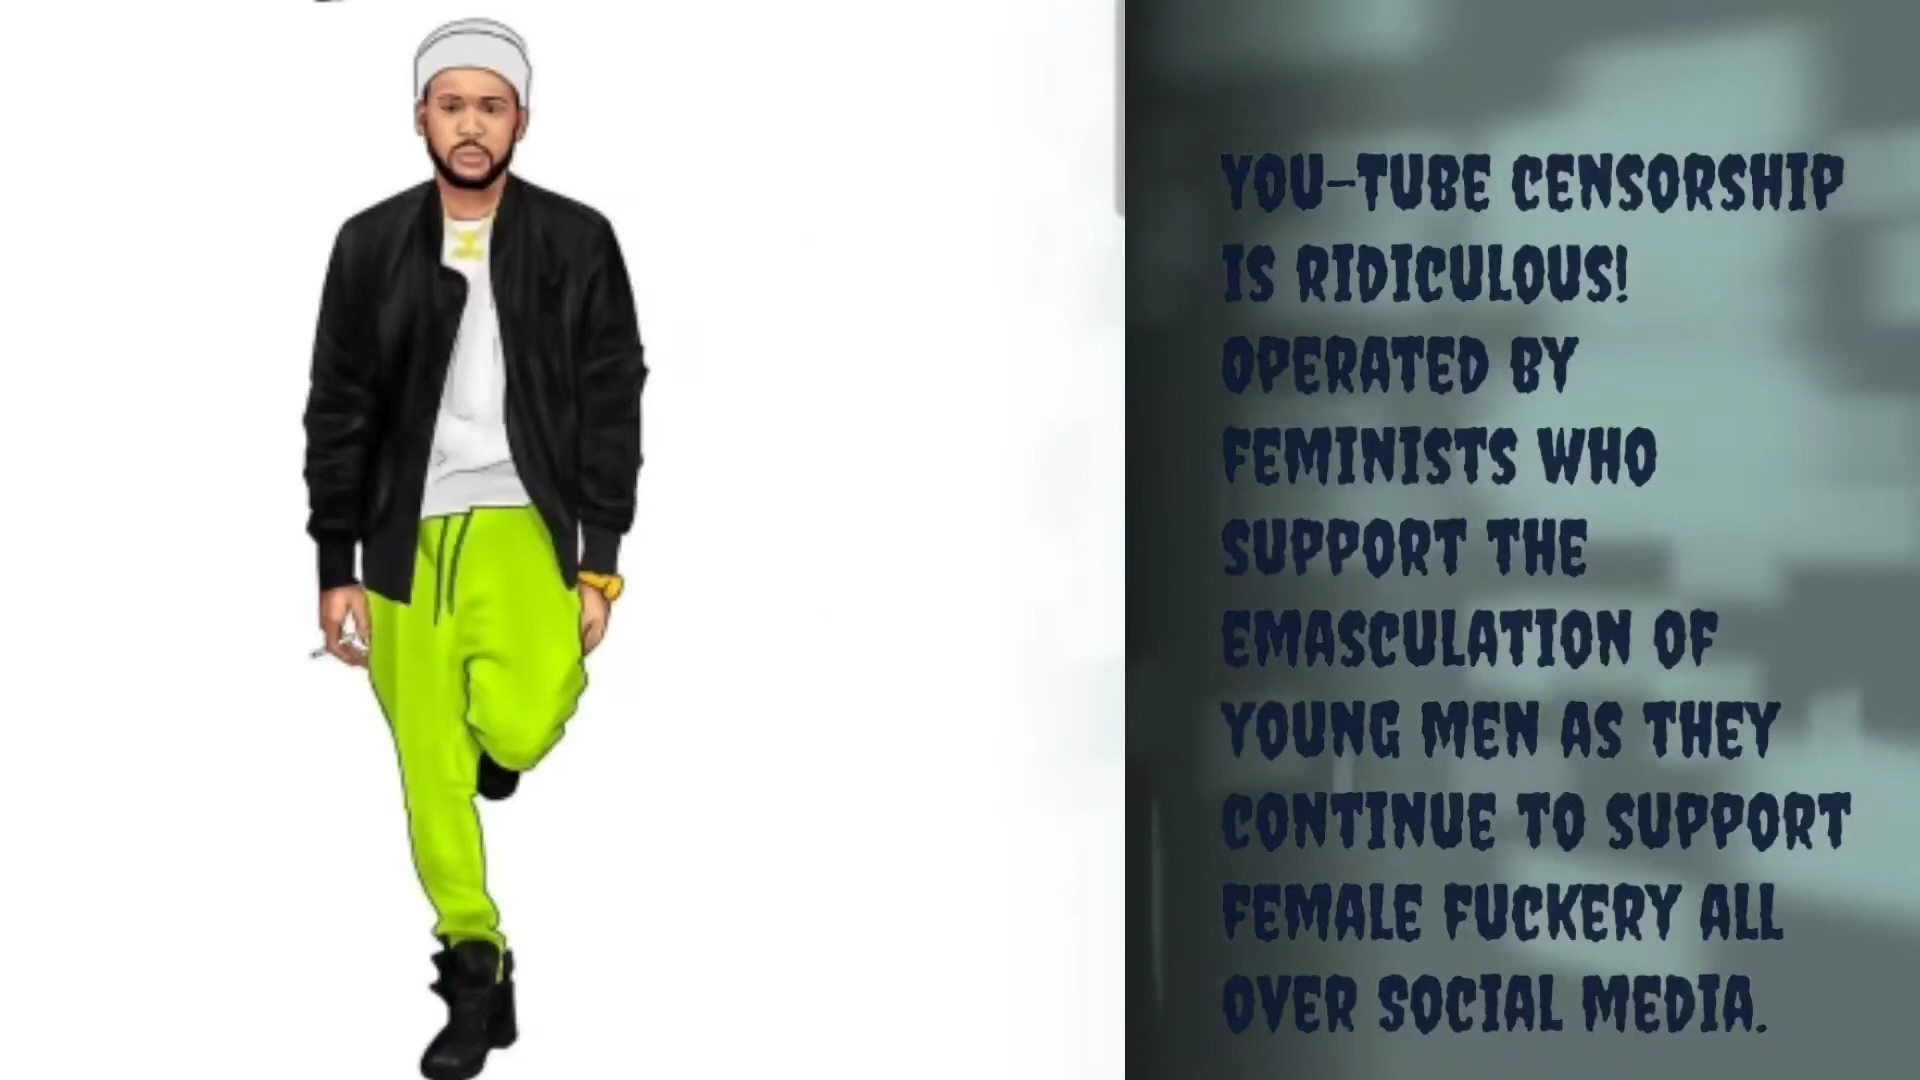 YOU-TUBE CENSORSHIP
IS RIDICULOUS!
OPERATED BY
FEMINISTS WHO
SUPPORT THE
EMASCULATION OF
YOUNG MEN AS THEY
CONTINUE TO SUPPORT
FEMALE FUCKERY ALL
OVER SOCIAL MEDIA.